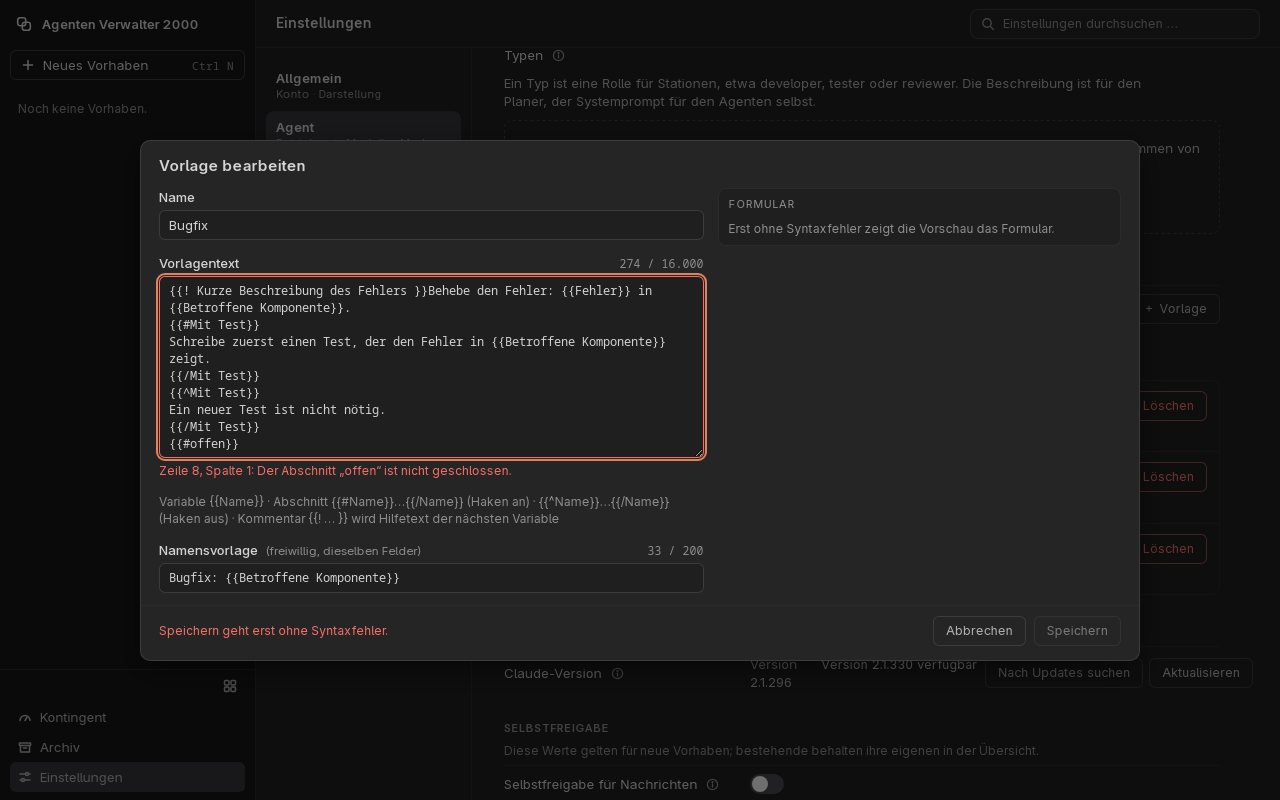 Agenten Verwalter 2000
Neues Vorhaben Ctrl N
Noch keine Vorhaben.
Kontingent
Archiv
Einstellungen
Einstellungen
Einstellungen durchsuchen …
Allgemein
Konto · Darstellung
Agent
Typen
Ein Typ ist eine Rolle für Stationen, etwa developer, tester oder reviewer. Die Beschreibung ist für den
Planer, der Systemprompt für den Agenten selbst.
mmen von
+ Vorlage
Löschen
Löschen
Löschen
Vorlage bearbeiten
Name
Bugfix
Vorlagentext 274 / 16.000
{{! Kurze Beschreibung des Fehlers }}Behebe den Fehler: {{Fehler}} in
{{Betroffene Komponente}}.
{{#Mit Test}}
Schreibe zuerst einen Test, der den Fehler in {{Betroffene Komponente}}
zeigt.
{{/Mit Test}}
{{^Mit Test}}
Ein neuer Test ist nicht nötig.
{{/Mit Test}}
{{#offen}}
Zeile 8, Spalte 1: Der Abschnitt „offen“ ist nicht geschlossen.
Variable {{Name}} · Abschnitt {{#Name}}…{{/Name}} (Haken an) · {{^Name}}…{{/Name}}
(Haken aus) · Kommentar {{! … }} wird Hilfetext der nächsten Variable
Namensvorlage (freiwillig, dieselben Felder) 33 / 200
Bugfix: {{Betroffene Komponente}}
FORMULAR
Erst ohne Syntaxfehler zeigt die Vorschau das Formular.
Speichern geht erst ohne Syntaxfehler.
Abbrechen
Speichern
Claude-Version
Version
2.1.296
Version 2.1.330 verfügbar
Nach Updates suchen
Aktualisieren
SELBSTFREIGABE
Diese Werte gelten für neue Vorhaben; bestehende behalten ihre eigenen in der Übersicht.
Selbstfreigabe für Nachrichten